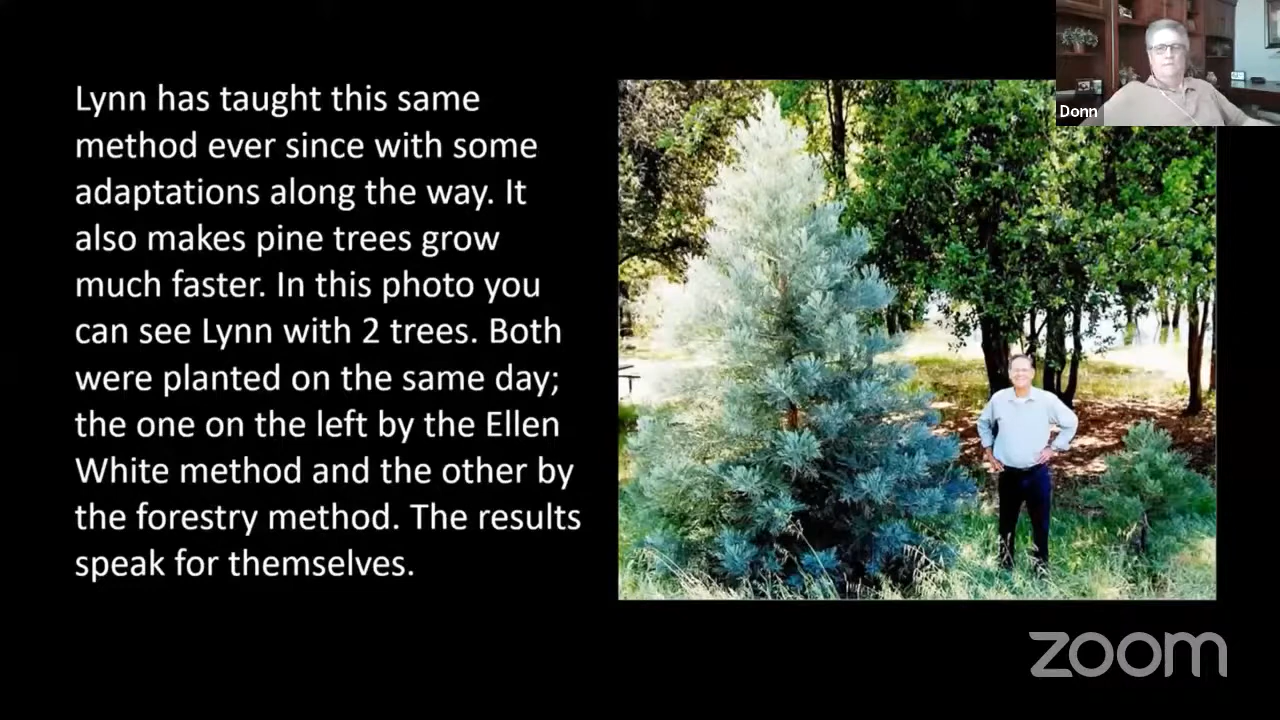 Lynn has taught this same
method ever since with some
adaptations along the way. It
also makes pine trees grow
much faster. In this photo you
can see Lynn with 2 trees. Both
were planted on the same day;
the one on the left by the Ellen
White method and the other by
the forestry method. The results
speak for themselves.
Donn
zoom